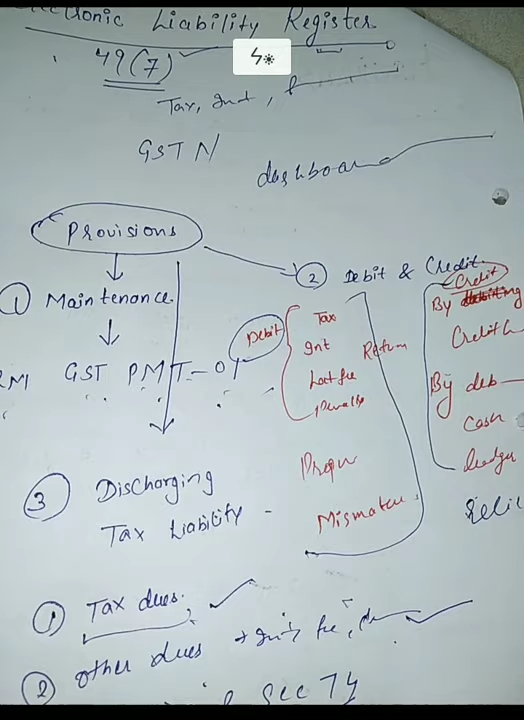 Liability Register
49(7)
Tax, Int,
GSTN
dashboar
Provisions
① Maintenance.
② Debit & Credit.
Credit
By
Credit L
Debit
Tax
Int
Late fee
Penalty
Return
GST PMT-01
By deb
Cash
Ledger
Mismatch
③ Discharging
Tax Liability -
① Tax dues.
② Other dues
Sec 74